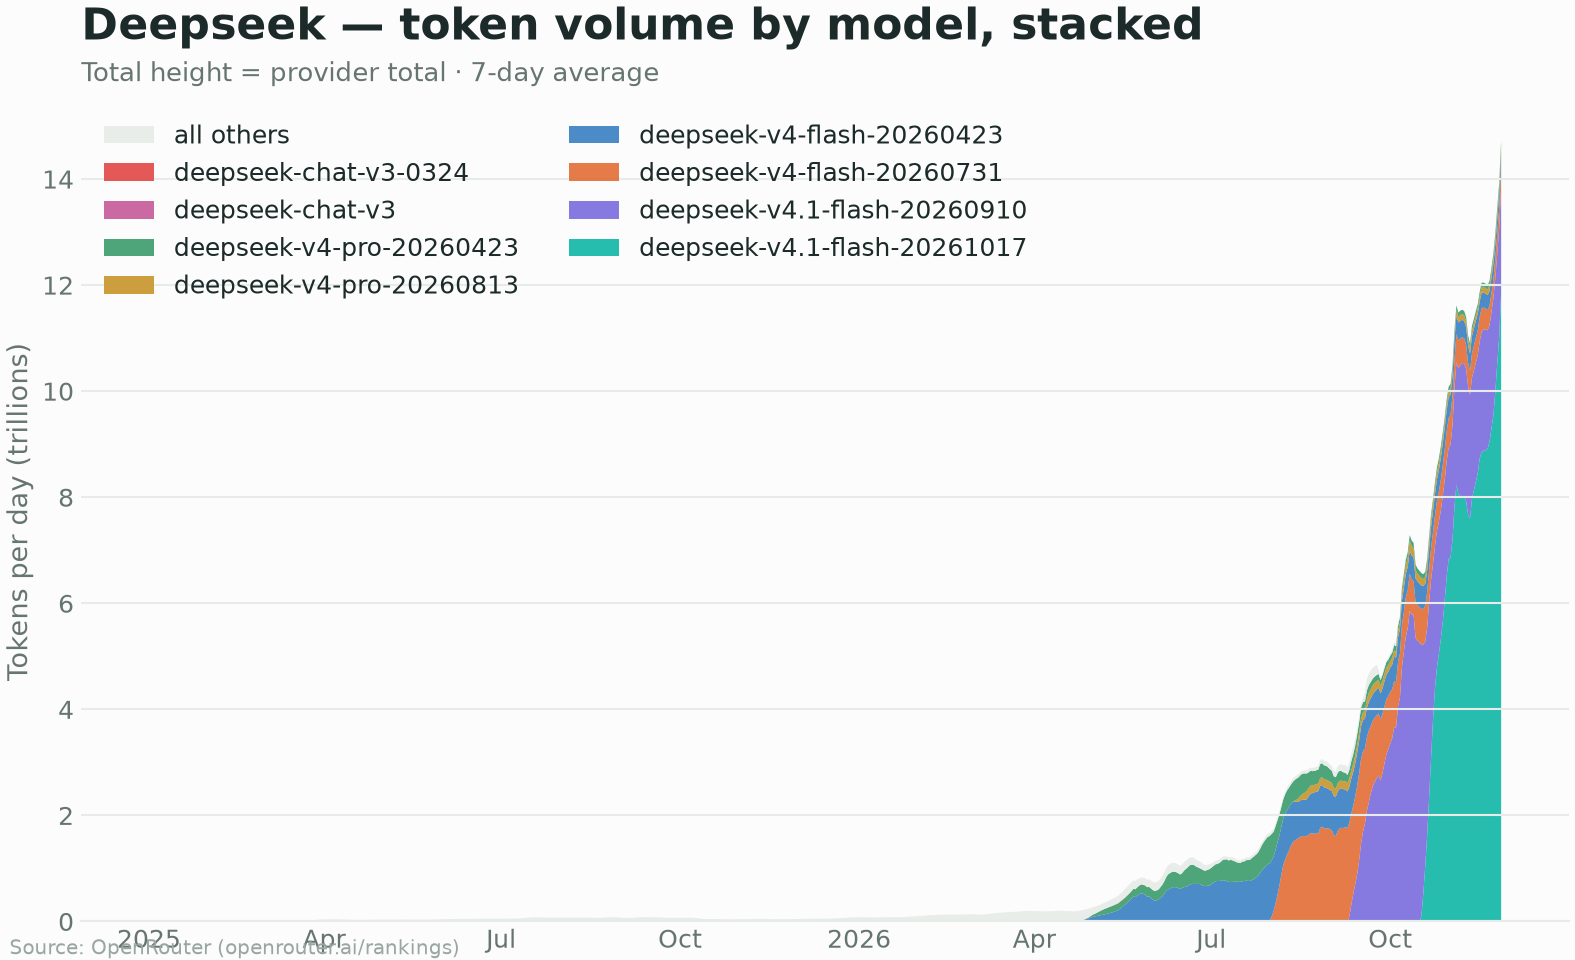 Deepseek — token volume by model, stacked
Total height = provider total · 7-day average
all others
deepseek-chat-v3-0324
deepseek-chat-v3
deepseek-v4-pro-20260423
deepseek-v4-pro-20260813
deepseek-v4-flash-20260423
deepseek-v4-flash-20260731
deepseek-v4.1-flash-20260910
deepseek-v4.1-flash-20261017
Tokens per day (trillions)
14
12
10
8
6
4
2
0
2025 Apr Jul Oct 2026 Apr Jul Oct
Source: OpenRouter (openrouter.ai/rankings)